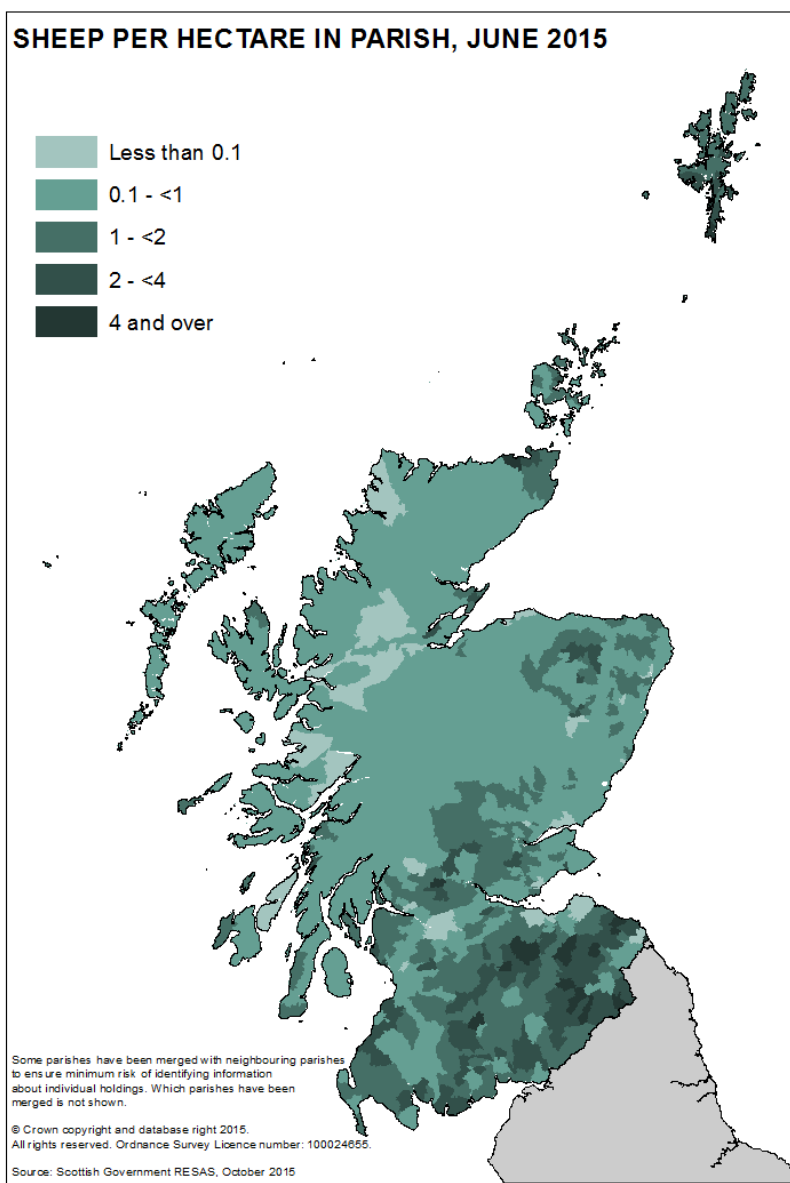 SHEEP PER HECTARE IN PARISH, JUNE 2015
Less than 0.1
0.1 - <1
1 - <2
2 - <4
4 and over
Some parishes have been merged with neighbouring parishes
to ensure minimum risk of identifying information
about individual holdings. Which parishes have been
merged is not shown.
© Crown copyright and database right 2015.
All rights reserved. Ordnance Survey Licence number: 100024655.
Source: Scottish Government RESAS, October 2015